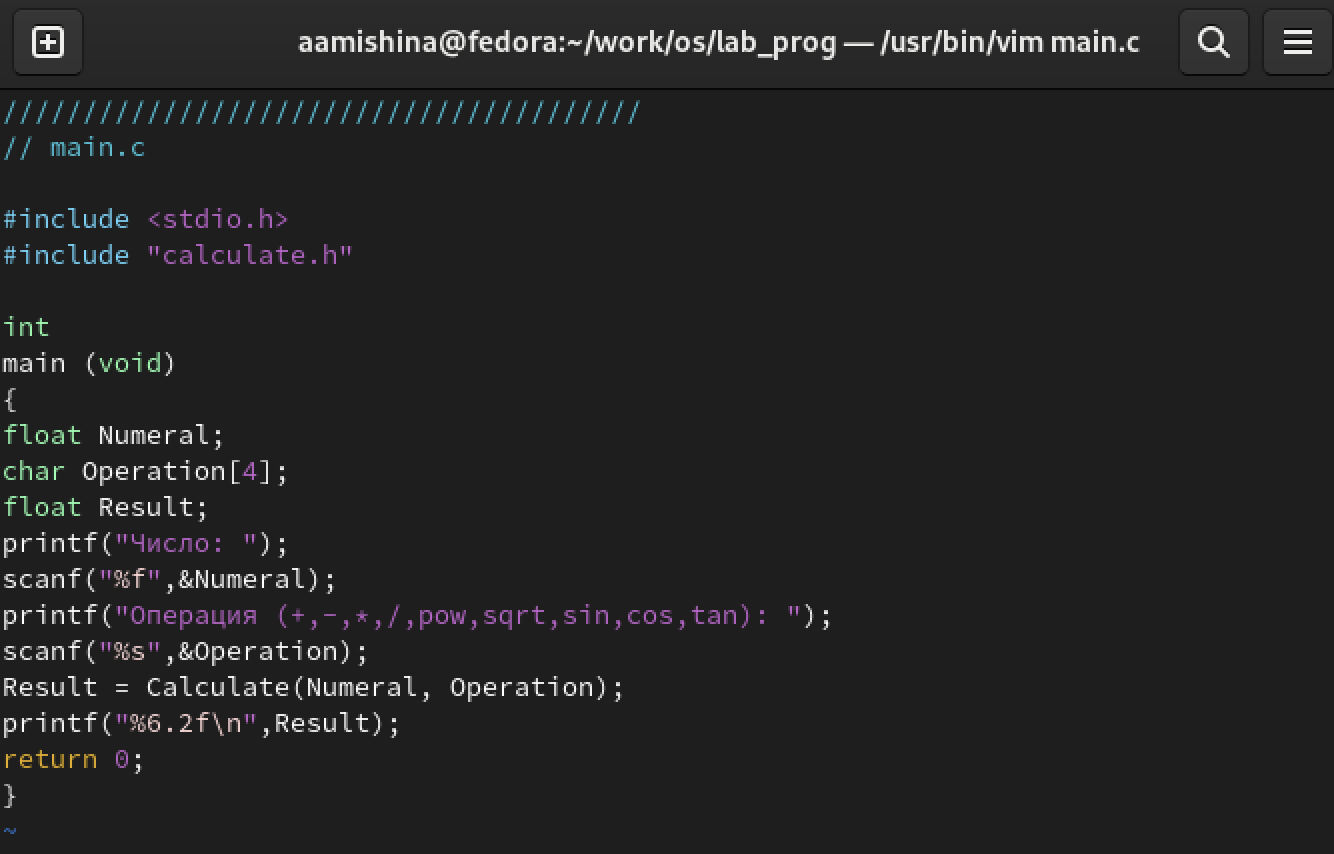 aamishina@fedora:~/work/os/lab_prog — /usr/bin/vim main.c
////////////////////////////////////////
// main.c
#include <stdio.h>
#include "calculate.h"
int
main (void)
{
float Numeral;
char Operation[4];
float Result;
printf("Число: ");
scanf("%f",&Numeral);
printf("Операция (+,-,*,/,pow,sqrt,sin,cos,tan): ");
scanf("%s",&Operation);
Result = Calculate(Numeral, Operation);
printf("%6.2f\n",Result);
return 0;
}
~